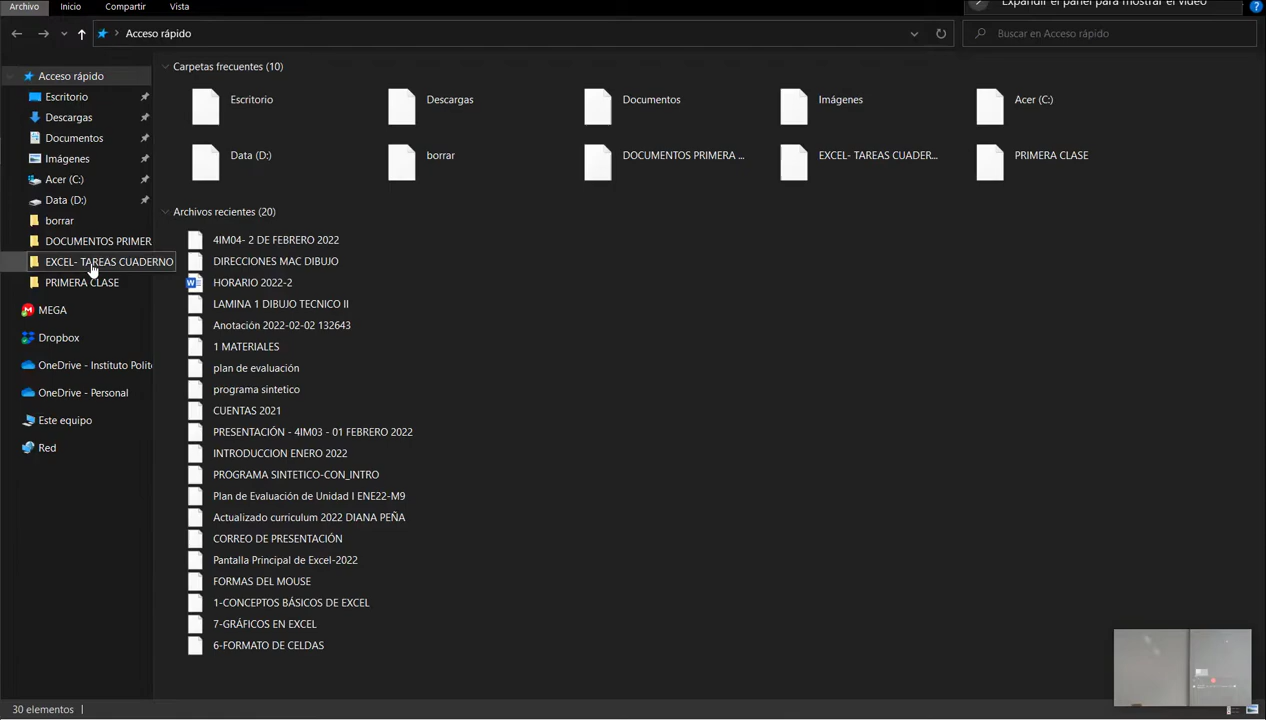 Archivo Inicio Compartir Vista
Expandir el panel para mostrar el video
Acceso rápido
Buscar en Acceso rápido
Acceso rápido
Escritorio
Descargas
Documentos
Imágenes
Acer (C:)
Data (D:)
borrar
DOCUMENTOS PRIMER
EXCEL- TAREAS CUADERNO
PRIMERA CLASE
MEGA
Dropbox
OneDrive - Instituto Polit
OneDrive - Personal
Este equipo
Red
Carpetas frecuentes (10)
Escritorio Descargas Documentos Imágenes Acer (C:)
Data (D:) borrar DOCUMENTOS PRIMERA ... EXCEL- TAREAS CUADER... PRIMERA CLASE
Archivos recientes (20)
4IM04- 2 DE FEBRERO 2022
DIRECCIONES MAC DIBUJO
HORARIO 2022-2
LAMINA 1 DIBUJO TECNICO II
Anotación 2022-02-02 132643
1 MATERIALES
plan de evaluación
programa sintetico
CUENTAS 2021
PRESENTACIÓN - 4IM03 - 01 FEBRERO 2022
INTRODUCCION ENERO 2022
PROGRAMA SINTETICO-CON_INTRO
Plan de Evaluación de Unidad I ENE22-M9
Actualizado curriculum 2022 DIANA PEÑA
CORREO DE PRESENTACIÓN
Pantalla Principal de Excel-2022
FORMAS DEL MOUSE
1-CONCEPTOS BÁSICOS DE EXCEL
7-GRÁFICOS EN EXCEL
6-FORMATO DE CELDAS
30 elementos